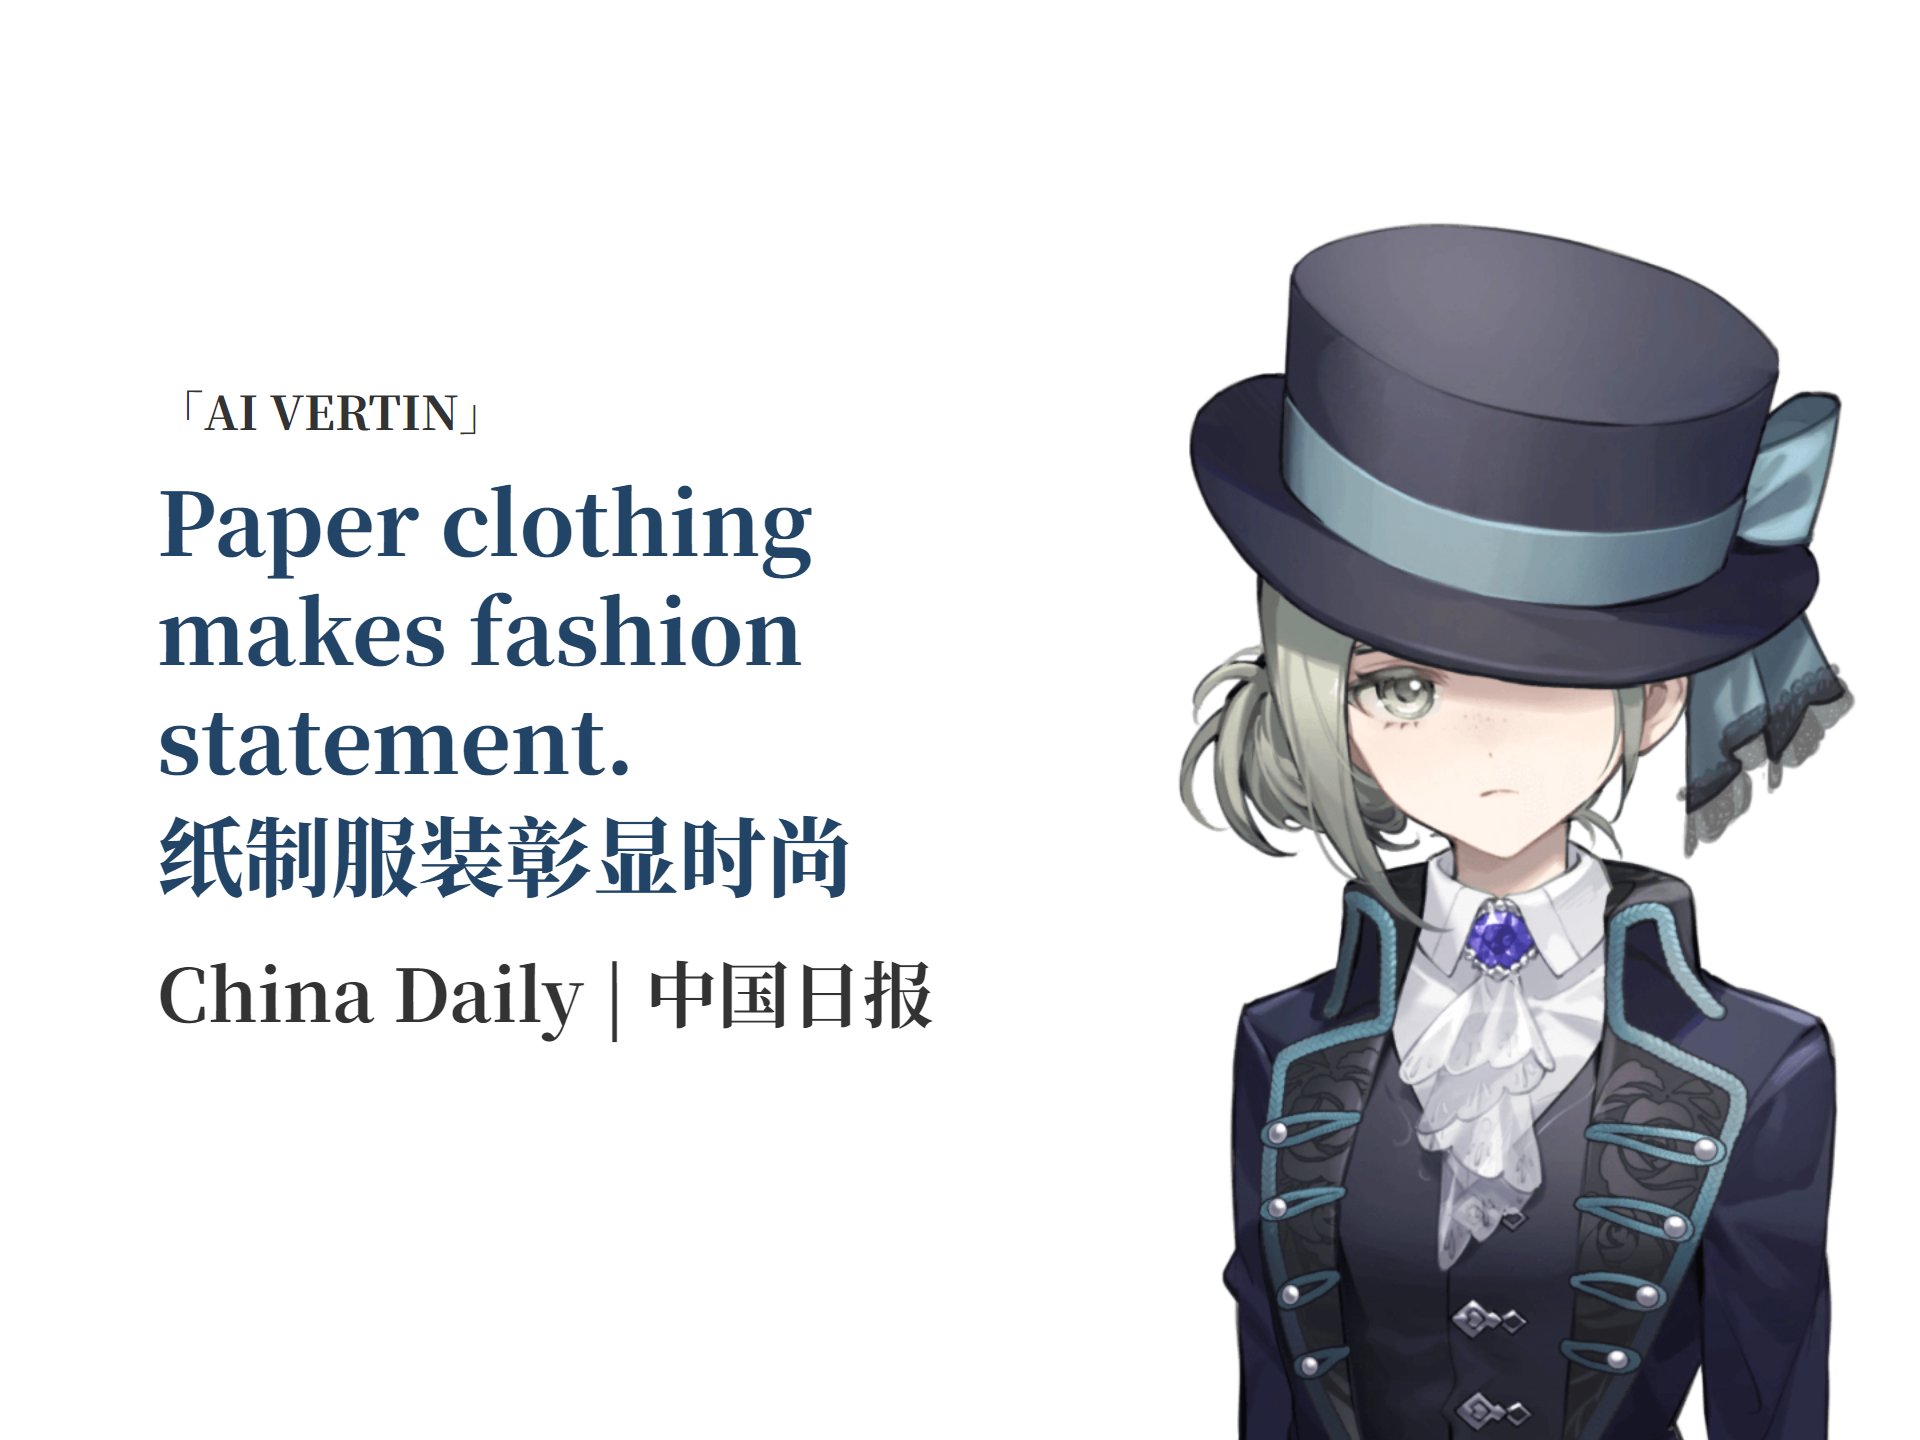 「AI VERTIN」
Paper clothing
makes fashion
statement.
纸制服装彰显时尚
China Daily | 中国日报